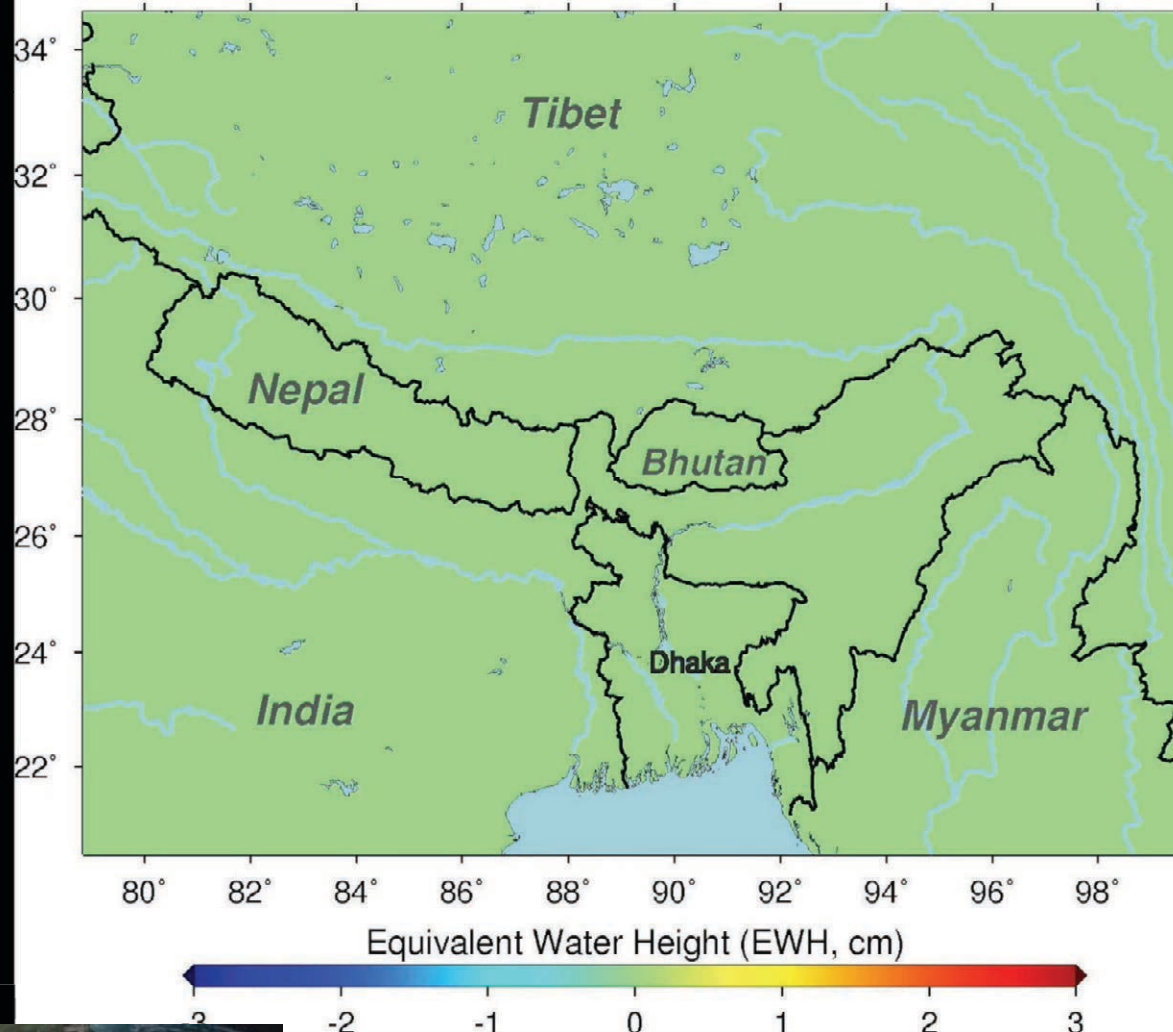 34°
Tibet
32°
30°
Nepal
28°
Bhutan
26°
24°
Dhaka
India
Myanmar
22°
80° 82° 84° 86° 88° 90° 92° 94° 96° 98°
Equivalent Water Height (EWH, cm)
-3 -2 -1 0 1 2 3